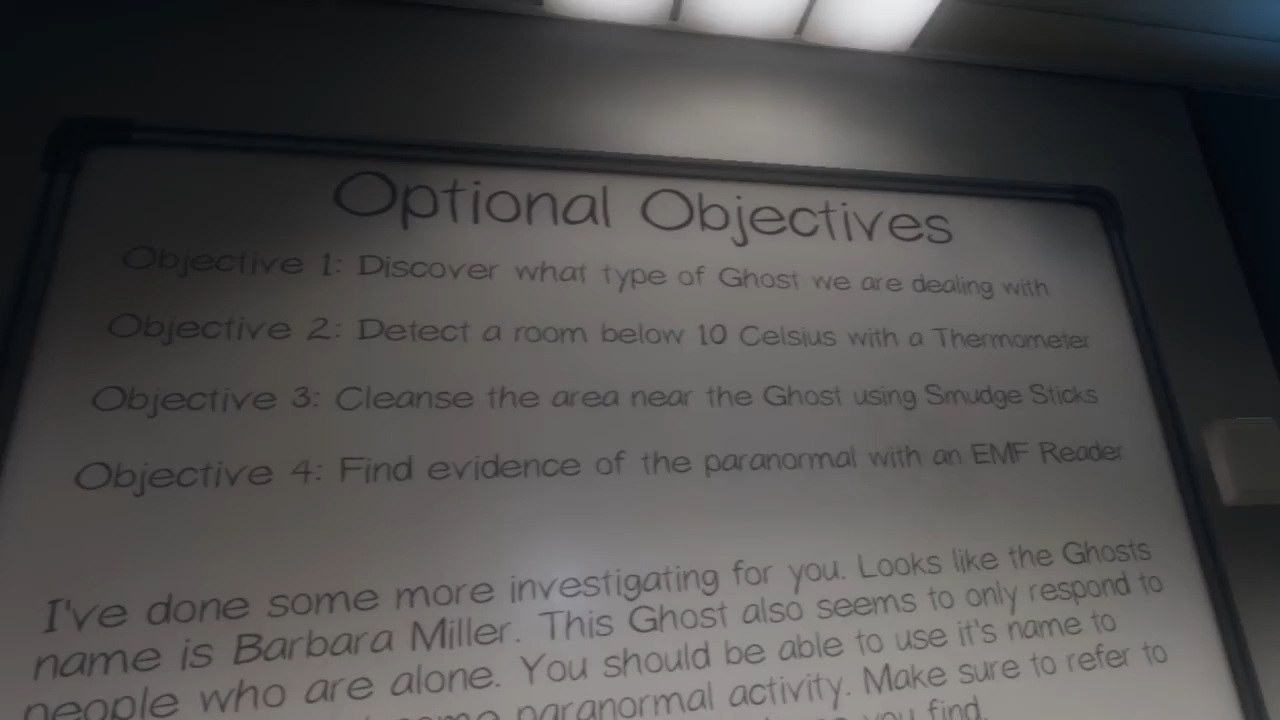 Optional Objectives
Objective 1: Discover what type of Ghost we are dealing with
Objective 2: Detect a room below 10 Celsius with a Thermometer
Objective 3: Cleanse the area near the Ghost using Smudge Sticks
Objective 4: Find evidence of the paranormal with an EMF Reader
I've done some more investigating for you. Looks like the Ghosts
name is Barbara Miller. This Ghost also seems to only respond to
people who are alone. You should be able to use it's name to
paranormal activity. Make sure to refer to
you find.